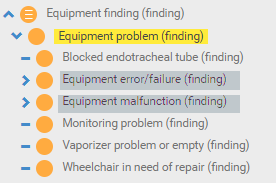 Equipment finding (finding)
Equipment problem (finding)
Blocked endotracheal tube (finding)
Equipment error/failure (finding)
Equipment malfunction (finding)
Monitoring problem (finding)
Vaporizer problem or empty (finding)
Wheelchair in need of repair (finding)